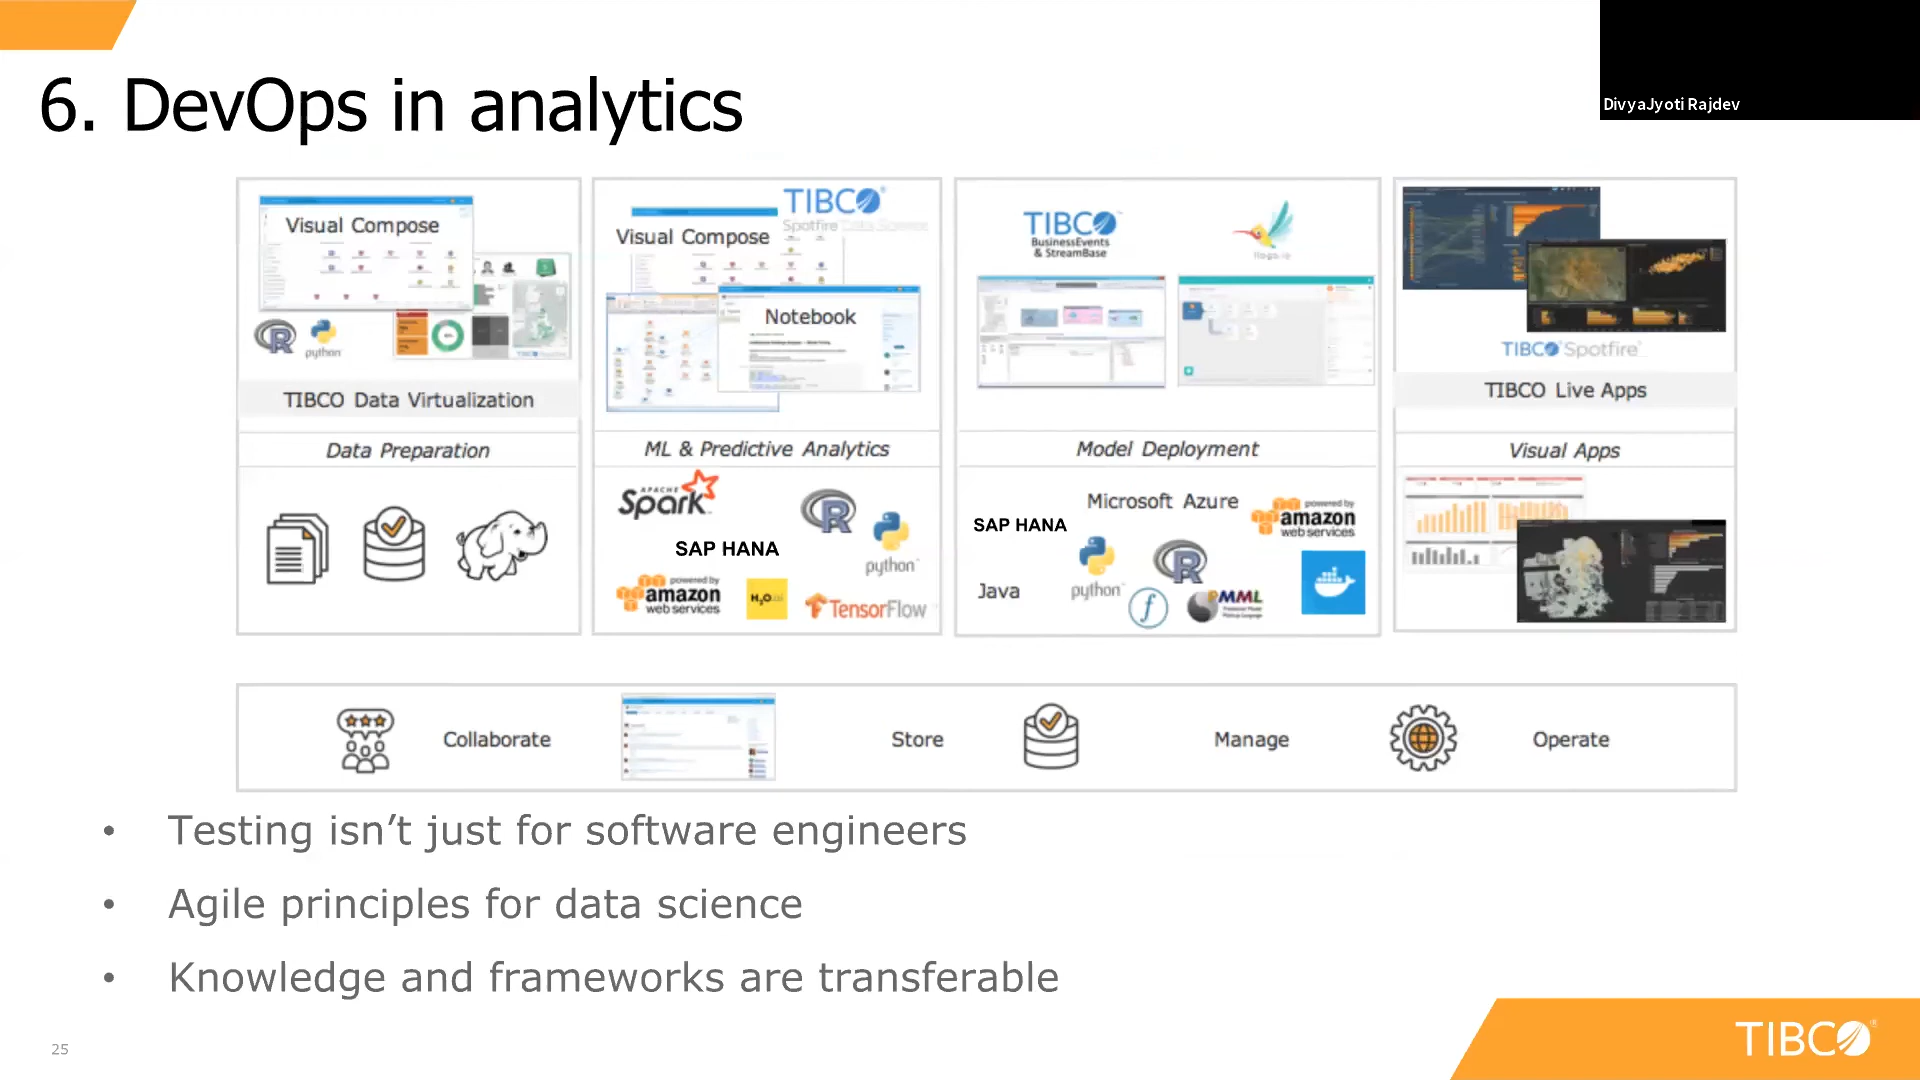 DivyaJyoti Rajdev
6. DevOps in analytics
Visual Compose
R
python
TIBCO Data Virtualization
Data Preparation
TIBCO®
Spotfire Data Science
Visual Compose
Notebook
ML & Predictive Analytics
APACHE
Spark
R
SAP HANA
python
powered by
amazon
web services
H2O.ai
TensorFlow
TIBCO
BusinessEvents
& StreamBase
flogo.io
Model Deployment
Microsoft Azure
SAP HANA
powered by
amazon
web services
python
R
Java
f
PMML
TIBCO Spotfire
TIBCO Live Apps
Visual Apps
Collaborate
Store
Manage
Operate
• Testing isn’t just for software engineers
• Agile principles for data science
• Knowledge and frameworks are transferable
25
TIBCO®